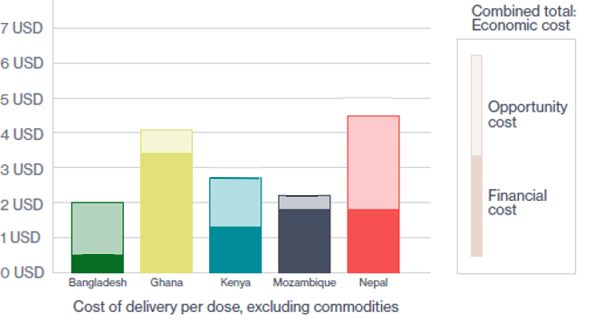 Combined total:
Economic cost
7 USD
6 USD
5 USD
4 USD
3 USD
2 USD
1 USD
0 USD
Opportunity
cost
Financial
cost
Bangladesh
Ghana
Kenya
Mozambique
Nepal
Cost of delivery per dose, excluding commodities